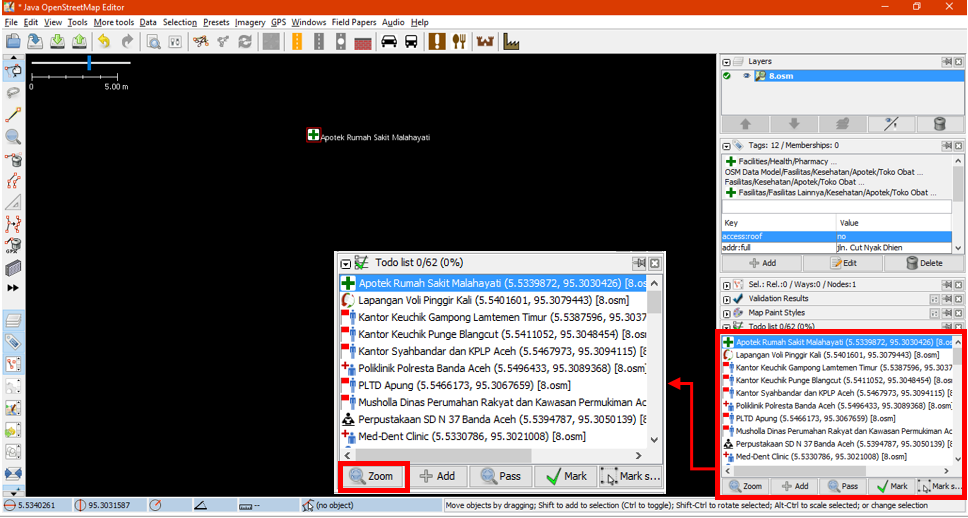 * Java OpenStreetMap Editor
File Edit View Tools More tools Data Selection Presets Imagery GPS Windows Field Papers Audio Help
0 5.00 m
Apotek Rumah Sakit Malahayati
Layers
8.osm
Tags: 12 / Memberships: 0
Facilities/Health/Pharmacy ...
OSM Data Model/Fasilitas/Kesehatan/Apotek/Toko Obat ...
Fasilitas/Kesehatan/Apotek/Toko Obat ...
Fasilitas/Fasilitas Lainnya/Kesehatan/Apotek/Toko Obat ...
Key Value
access:roof no
addr:full jln. Cut Nyak Dhien
Add Edit Delete
Sel.: Rel.:0 / Ways:0 / Nodes:1
Validation Results
Map Paint Styles
Todo list 0/62 (0%)
Apotek Rumah Sakit Malahayati (5.5339872, 95.3030426) [8.os
Lapangan Voli Pinggir Kali (5.5401601, 95.3079443) [8.osm]
Kantor Keuchik Gampong Lamtemen Timur (5.5387596, 95.3037
Kantor Keuchik Punge Blangcut (5.5411052, 95.3048454) [8.os
Kantor Syahbandar dan KPLP Aceh (5.5467973, 95.3094115) [8
Poliklinik Polresta Banda Aceh (5.5496433, 95.3089368) [8.osm
PLTD Apung (5.5466173, 95.3067659) [8.osm]
Musholla Dinas Perumahan Rakyat dan Kawasan Permukiman Ac
Perpustakaan SD N 37 Banda Aceh (5.5394787, 95.3050139) [8
Med-Dent Clinic (5.5330786, 95.3021008) [8.osm]
Zoom Add Pass Mark Mark s...
Todo list 0/62 (0%)
Apotek Rumah Sakit Malahayati (5.5339872, 95.3030426) [8.os
Lapangan Voli Pinggir Kali (5.5401601, 95.3079443) [8.osm]
Kantor Keuchik Gampong Lamtemen Timur (5.5387596, 95.3037
Kantor Keuchik Punge Blangcut (5.5411052, 95.3048454) [8.os
Kantor Syahbandar dan KPLP Aceh (5.5467973, 95.3094115) [8
Poliklinik Polresta Banda Aceh (5.5496433, 95.3089368) [8.osm
PLTD Apung (5.5466173, 95.3067659) [8.osm]
Musholla Dinas Perumahan Rakyat dan Kawasan Permukiman Ac
Perpustakaan SD N 37 Banda Aceh (5.5394787, 95.3050139) [8
Med-Dent Clinic (5.5330786, 95.3021008) [8.osm]
Zoom Add Pass Mark Mark s...
5.5340261 95.3031587 -- (no object) Move objects by dragging; Shift to add to selection (Ctrl to toggle); Shift-Ctrl to rotate selected; Alt-Ctrl to scale selected; or change selection